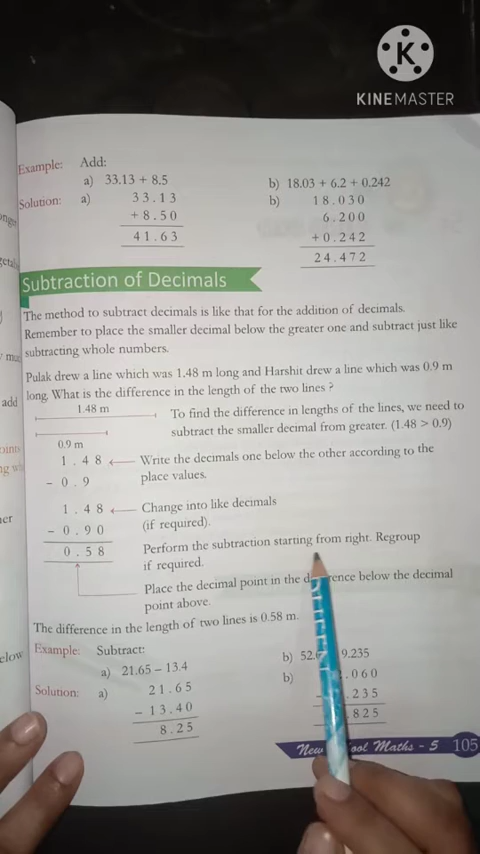 KINEMASTER
Example: Add:
a) 33.13 + 8.5
b) 18.03 + 6.2 + 0.242
Solution: a) 33.13
+ 8.50
41.63
b) 18.030
6.200
+0.242
24.472
Subtraction of Decimals
The method to subtract decimals is like that for the addition of decimals.
Remember to place the smaller decimal below the greater one and subtract just like
subtracting whole numbers.
Pulak drew a line which was 1.48 m long and Harshit drew a line which was 0.9 m
long. What is the difference in the length of the two lines ?
1.48 m
0.9 m
To find the difference in lengths of the lines, we need to
subtract the smaller decimal from greater. (1.48 > 0.9)
1.48
- 0.9
Write the decimals one below the other according to the
place values.
1.48
- 0.90
0.58
Change into like decimals
(if required).
Perform the subtraction starting from right. Regroup
if required.
Place the decimal point in the below the decimal
point above.
The difference in the length of two lines is 0.58 m.
Example: Subtract:
a) 21.65 – 13.4
b) 52. 9.235
Solution: a) 21.65
- 13.40
8.25
b) .060
.235
825
New Maths - 5 105